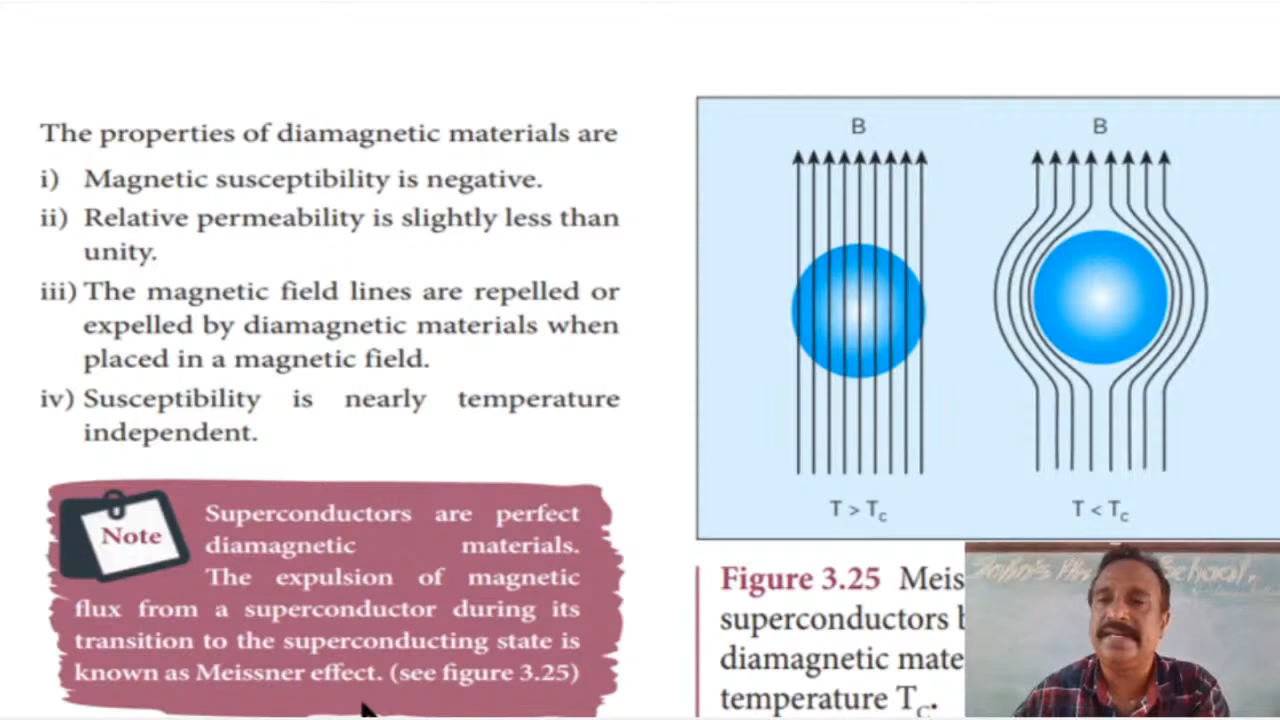 The properties of diamagnetic materials are
i) Magnetic susceptibility is negative.
ii) Relative permeability is slightly less than
unity.
iii) The magnetic field lines are repelled or
expelled by diamagnetic materials when
placed in a magnetic field.
iv) Susceptibility is nearly temperature
independent.
Note
Superconductors are perfect
diamagnetic materials.
The expulsion of magnetic
flux from a superconductor during its
transition to the superconducting state is
known as Meissner effect. (see figure 3.25)
B
B
T > Tc
T < Tc
Figure 3.25 Meis
superconductors b
diamagnetic mate
temperature Tc.
School,